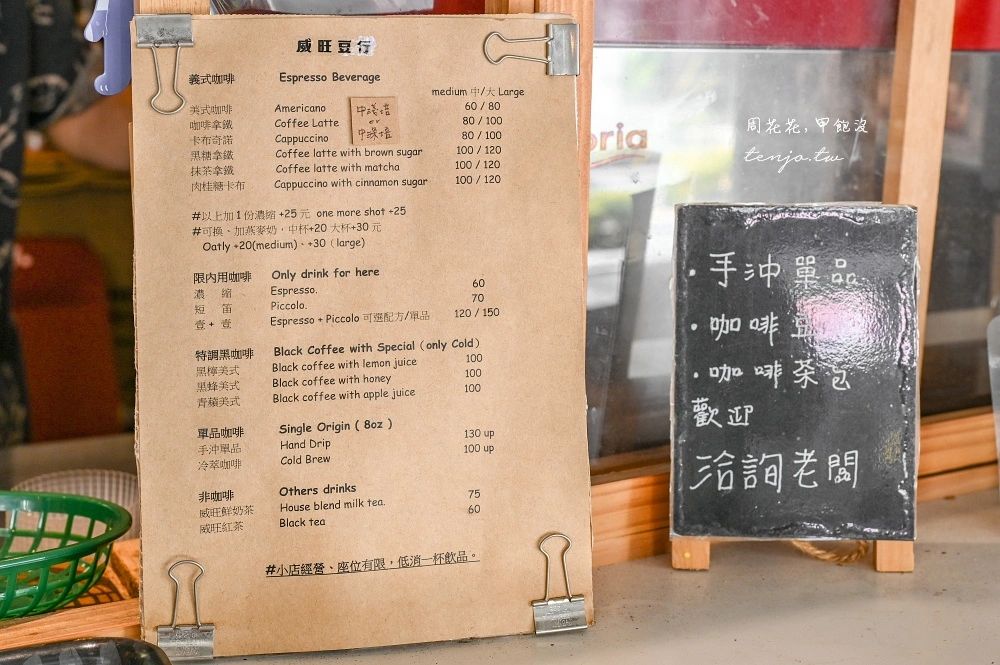 威旺豆行
義式咖啡 Espresso Beverage
medium 中/大 Large
美式咖啡 Americano 60 / 80
咖啡拿鐵 Coffee Latte 80 / 100
卡布奇諾 Cappuccino 80 / 100
黑糖拿鐵 Coffee latte with brown sugar 100 / 120
抹茶拿鐵 Coffee latte with matcha 100 / 120
肉桂糖卡布 Cappuccino with cinnamon sugar 100 / 120
中淺焙
or
中深焙
#以上加1份濃縮 +25 元 one more shot +25
#可換、加燕麥奶，中杯+20 大杯+30元
Oatly +20(medium)、+30（large)
限內用咖啡 Only drink for here
濃 縮 Espresso. 60
短 笛 Piccolo. 70
壹 + 壹 Espresso + Piccolo 可選配方/單品 120 / 150
特調黑咖啡 Black Coffee with Special（only Cold）
黑檸美式 Black coffee with lemon juice 100
黑蜂美式 Black coffee with honey 100
青蘋美式 Black coffee with apple juice 100
單品咖啡 Single Origin ( 8oz )
手沖單品 Hand Drip 130 up
冷萃咖啡 Cold Brew 100 up
非咖啡 Others drinks
威旺鮮奶茶 House blend milk tea. 75
威旺紅茶 Black tea 60
#小店經營、座位有限，低消一杯飲品。
oria
周花花,甲飽沒
tenjo.tw
·手沖單品
·咖啡豆
·咖啡茶包
歡迎
洽詢老闆